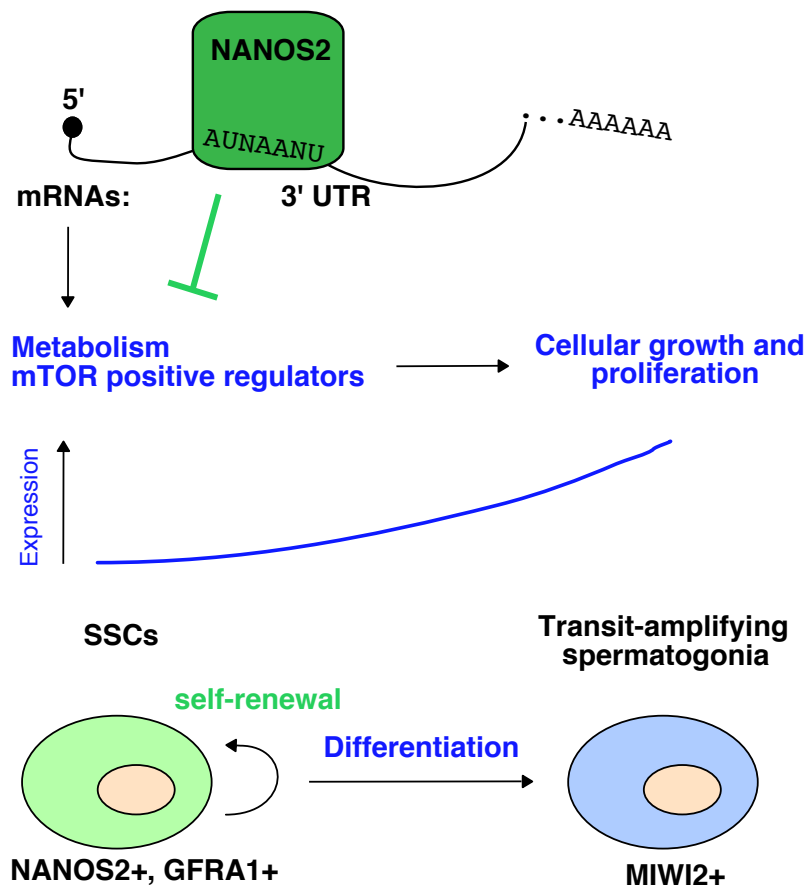 NANOS2
5'
AUNAANU
...AAAAAA
mRNAs:
3' UTR
Metabolism
mTOR positive regulators
Cellular growth and
proliferation
Expression
SSCs
Transit-amplifying
spermatogonia
self-renewal
Differentiation
NANOS2+, GFRA1+
MIWI2+